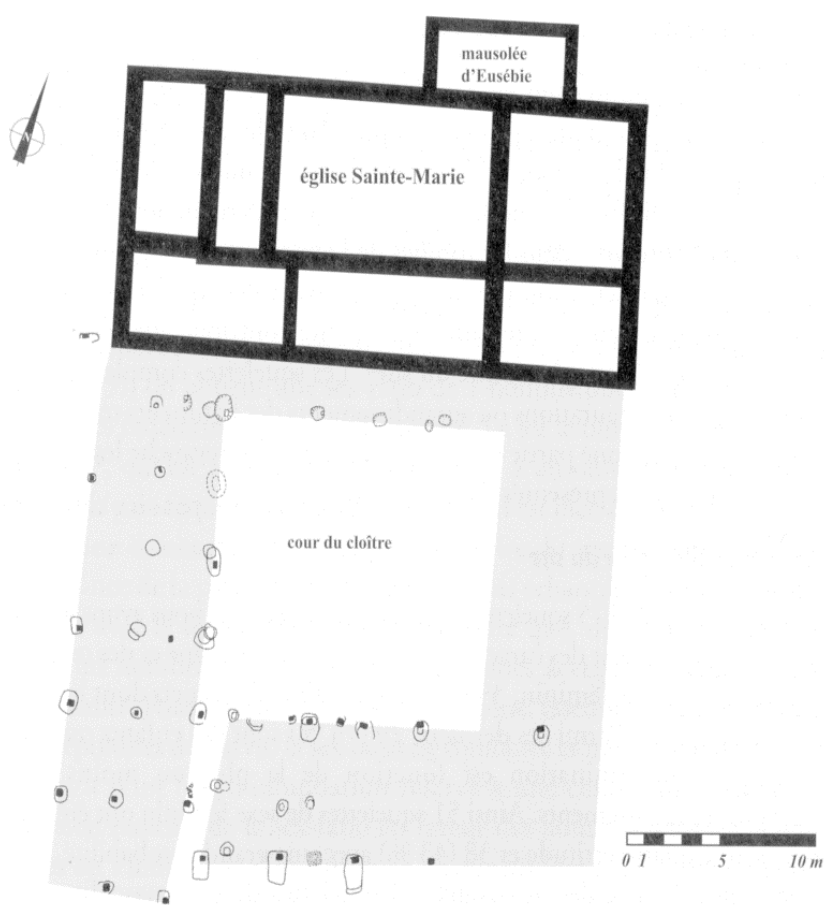 mausolée
d'Eusébie
N
église Sainte-Marie
cour du cloître
0 1 5 10 m